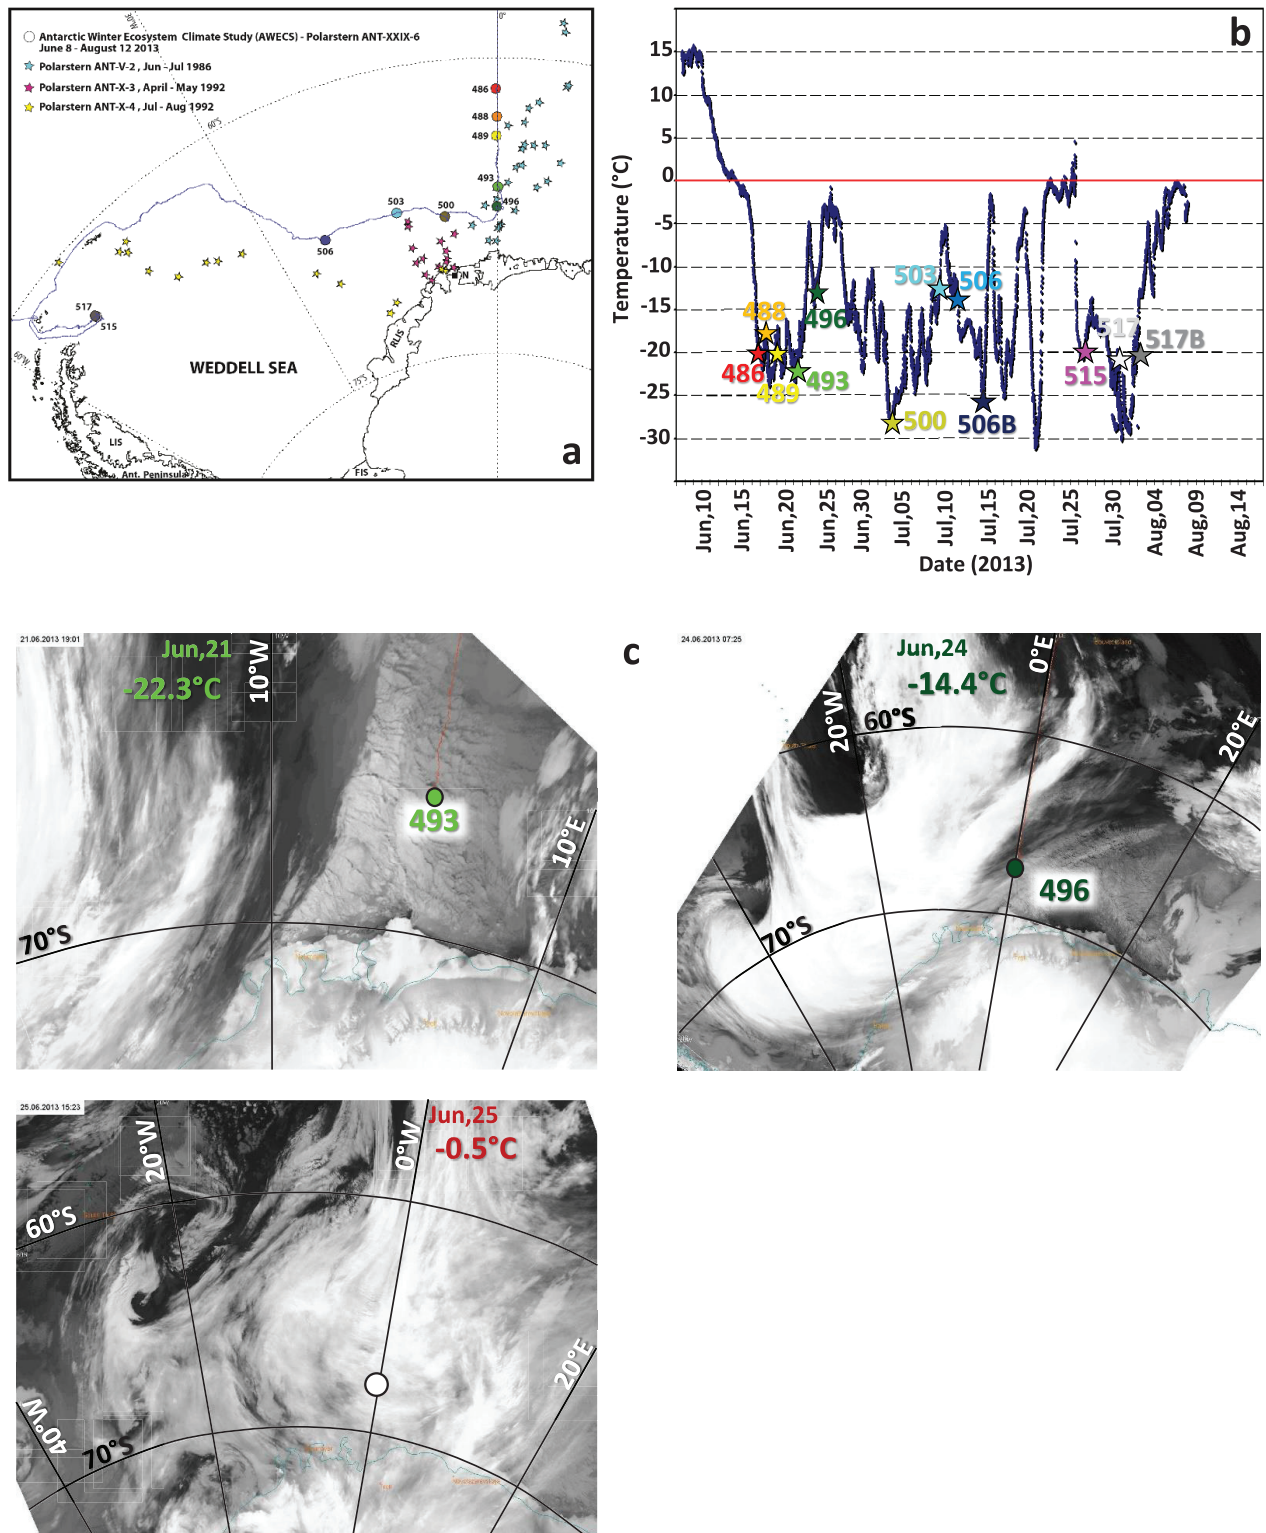 Antarctic Winter Ecosystem Climate Study (AWECS) - Polarstern ANT-XXIX-6
June 8 - August 12 2013
Polarstern ANT-V-2 , Jun - Jul 1986
Polarstern ANT-X-3 , April - May 1992
Polarstern ANT-X-4 , Jul - Aug 1992
0°
60°S
75°S
60°W
486
488
489
493
496
503
500
506
517
515
N
RLIS
WEDDELL SEA
LIS
Ant. Peninsula
FIS
a
b
Temperature (°C)
15
10
5
0
-5
-10
-15
-20
-25
-30
486
488
489
493
496
500
503
506
506B
515
517
517B
Jun,10
Jun,15
Jun,20
Jun,25
Jun,30
Jul,05
Jul,10
Jul,15
Jul,20
Jul,25
Jul,30
Aug,04
Aug,09
Aug,14
Date (2013)
c
21.06.2013 19:01
Jun,21
-22.3°C
10°W
493
10°E
70°S
24.06.2013 07:25
Jun,24
-14.4°C
0°E
20°W
60°S
20°E
496
70°S
25.06.2013 15:23
Jun,25
-0.5°C
20°W
0°W
60°S
20°E
40°W
70°S